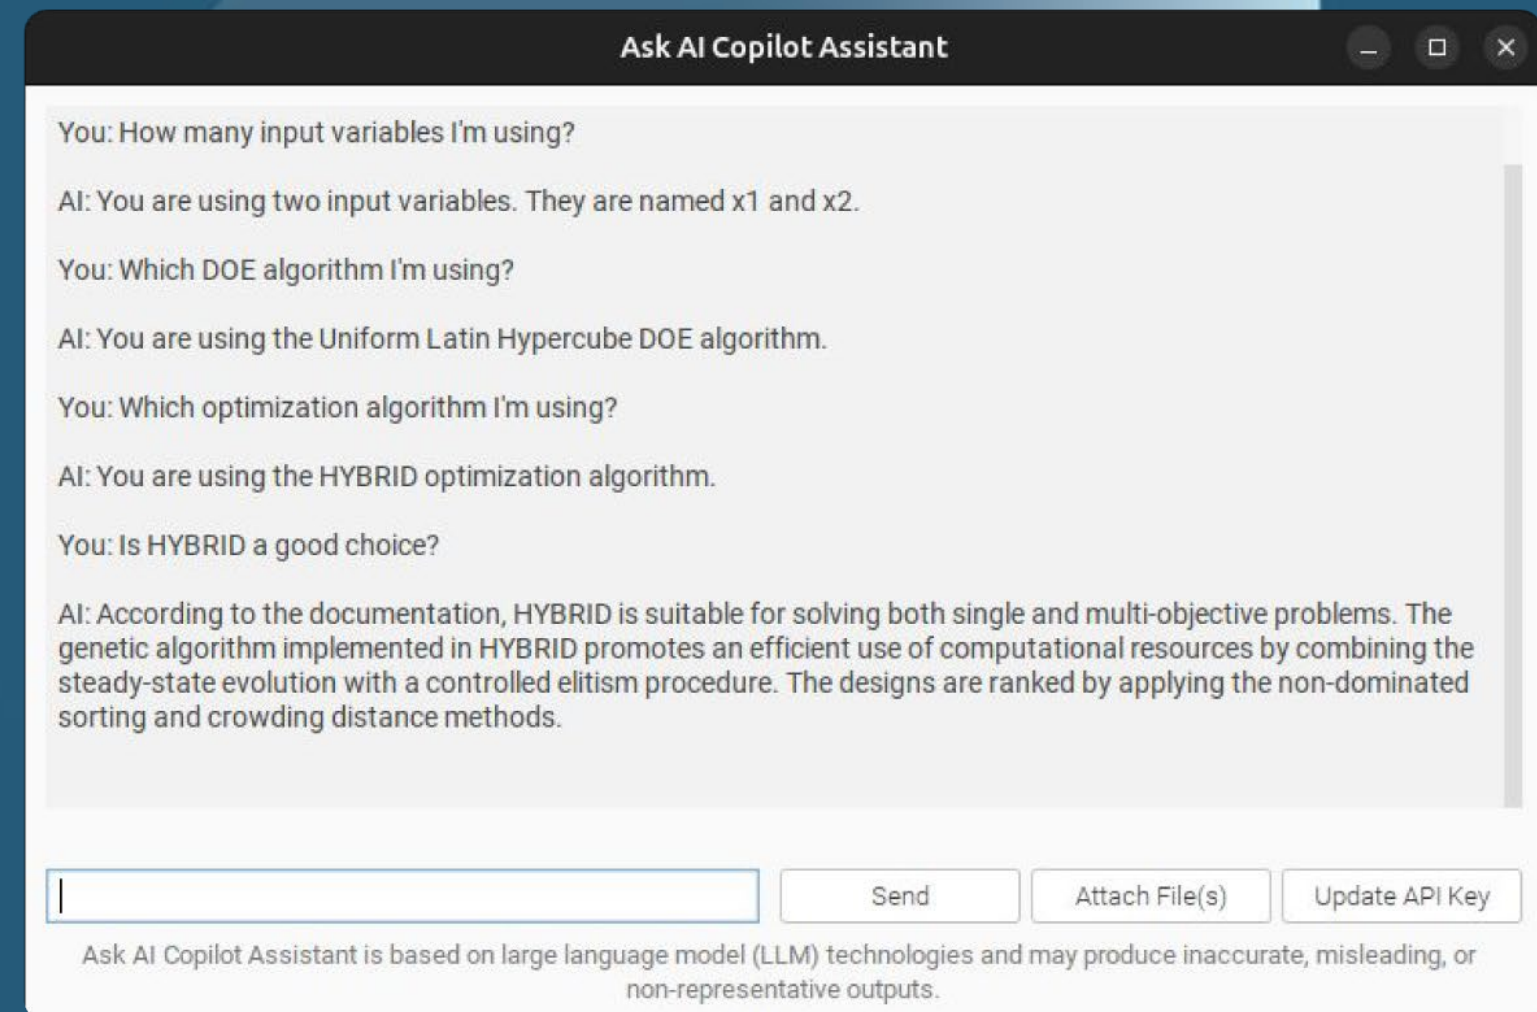 Ask AI Copilot Assistant
You: How many input variables I'm using?
AI: You are using two input variables. They are named x1 and x2.
You: Which DOE algorithm I'm using?
AI: You are using the Uniform Latin Hypercube DOE algorithm.
You: Which optimization algorithm I'm using?
AI: You are using the HYBRID optimization algorithm.
You: Is HYBRID a good choice?
AI: According to the documentation, HYBRID is suitable for solving both single and multi-objective problems. The
genetic algorithm implemented in HYBRID promotes an efficient use of computational resources by combining the
steady-state evolution with a controlled elitism procedure. The designs are ranked by applying the non-dominated
sorting and crowding distance methods.
Send
Attach File(s)
Update API Key
Ask AI Copilot Assistant is based on large language model (LLM) technologies and may produce inaccurate, misleading, or
non-representative outputs.